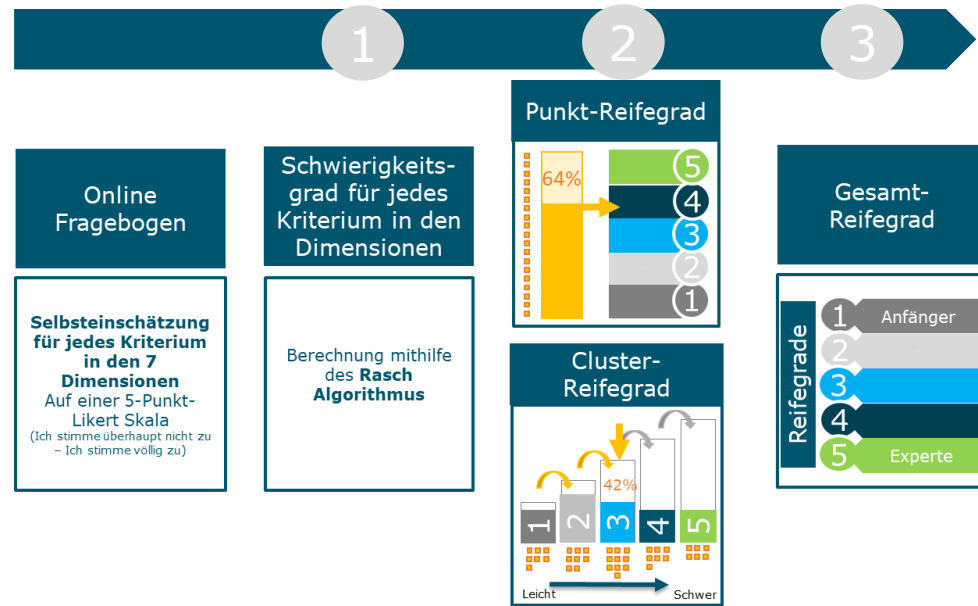 1
2
3
Online
Fragebogen
Selbsteinschätzung
für jedes Kriterium
in den 7
Dimensionen
Auf einer 5-Punkt-
Likert Skala
(Ich stimme überhaupt nicht zu
– Ich stimme völlig zu)
Schwierigkeits-
grad für jedes
Kriterium in den
Dimensionen
Berechnung mithilfe
des Rasch
Algorithmus
Punkt-Reifegrad
64%
5
4
3
2
1
Cluster-
Reifegrad
42%
1
2
3
4
5
Leicht
Schwer
Gesamt-
Reifegrad
Reifegrade
1 Anfänger
2
3
4
5 Experte